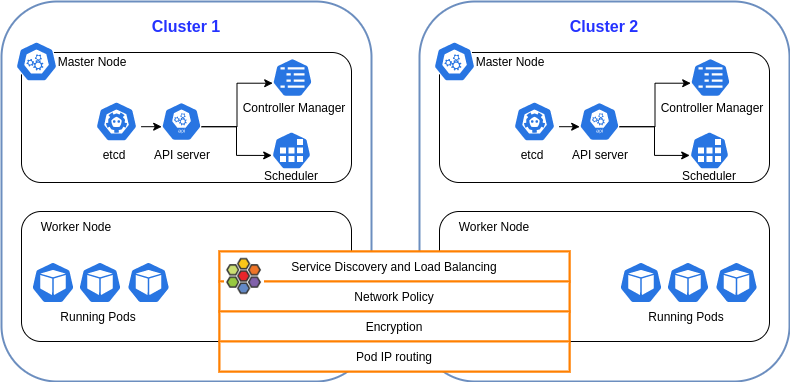 Cluster 1
Master Node
Controller Manager
etcd
API server
Scheduler
Worker Node
Running Pods
Cluster 2
Master Node
Controller Manager
etcd
API server
Scheduler
Worker Node
Running Pods
Service Discovery and Load Balancing
Network Policy
Encryption
Pod IP routing